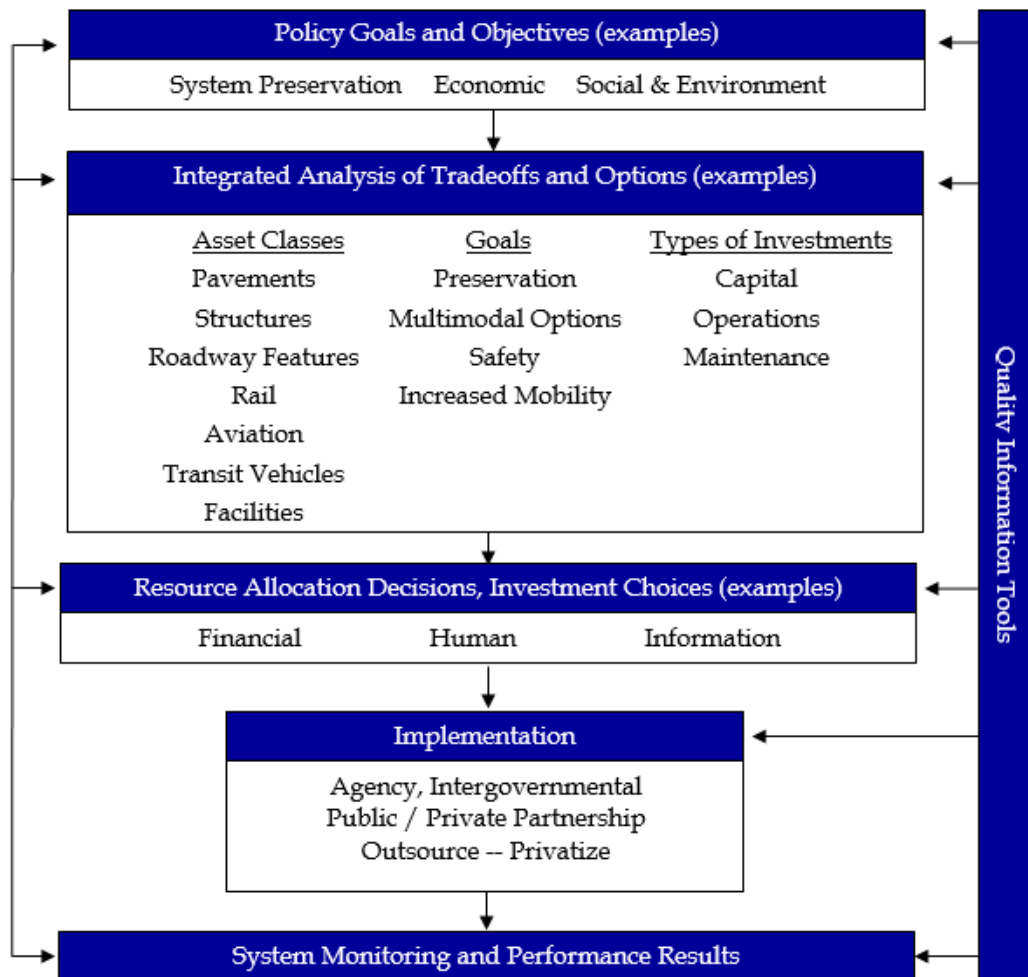 Policy Goals and Objectives (examples)
System Preservation Economic Social & Environment
Integrated Analysis of Tradeoffs and Options (examples)
Asset Classes Goals Types of Investments
Pavements Preservation Capital
Structures Multimodal Options Operations
Roadway Features Safety Maintenance
Rail Increased Mobility
Aviation
Transit Vehicles
Facilities
Resource Allocation Decisions, Investment Choices (examples)
Financial Human Information
Implementation
Agency, Intergovernmental
Public / Private Partnership
Outsource -- Privatize
System Monitoring and Performance Results
Quality Information Tools